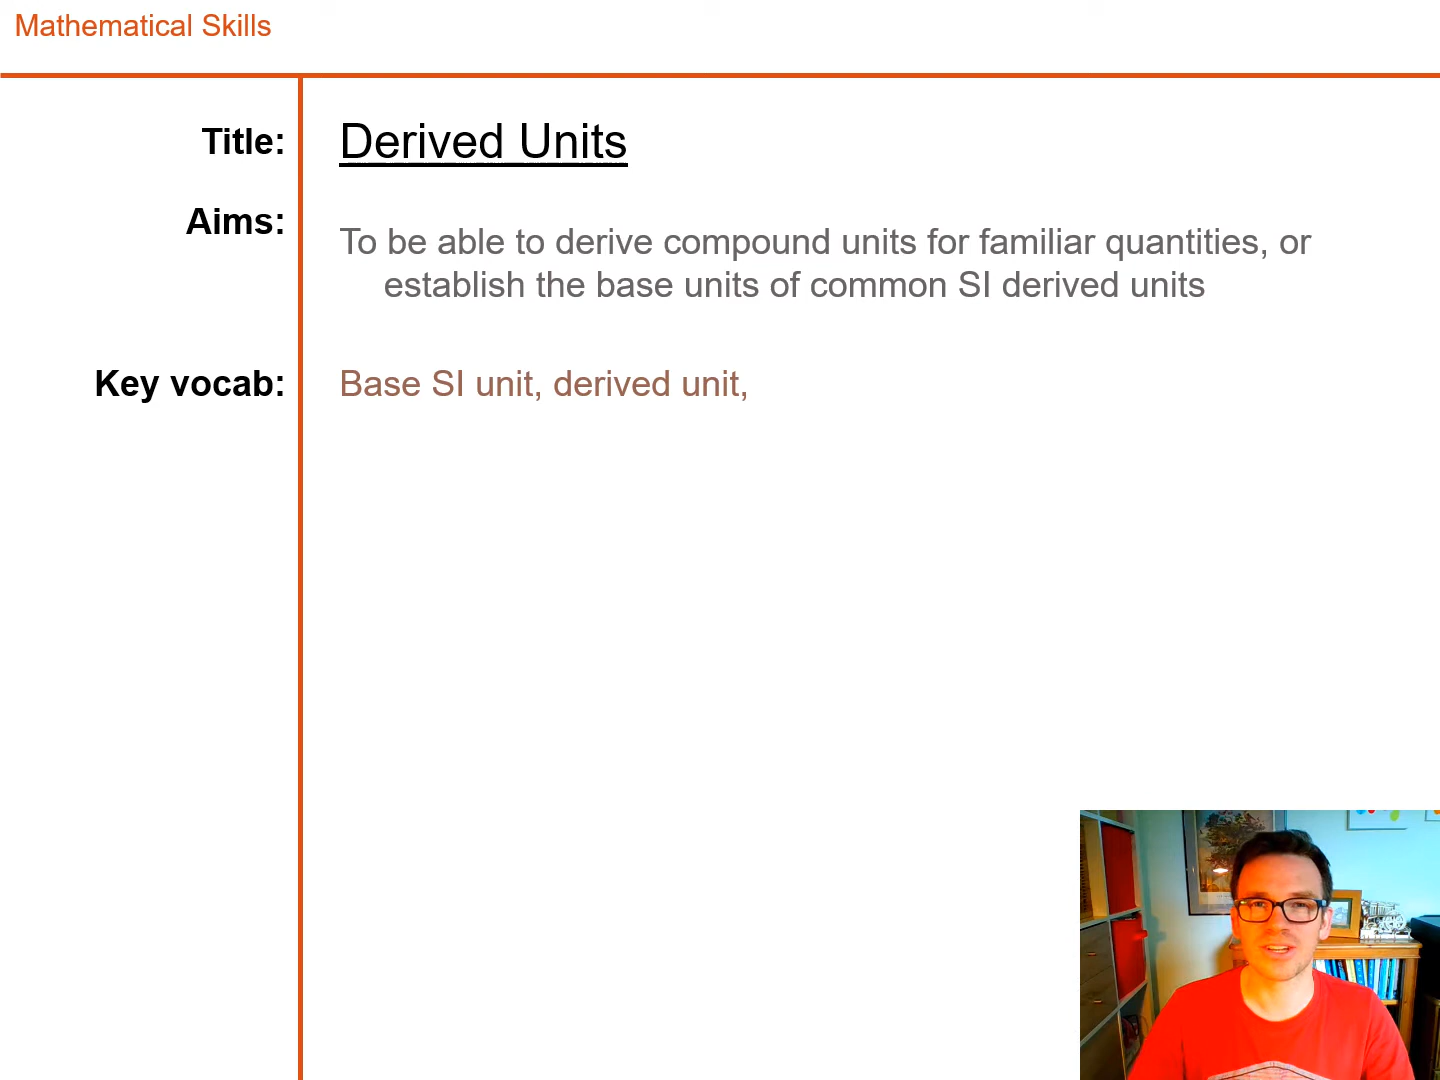 Mathematical Skills
Title:
Derived Units
Aims:
To be able to derive compound units for familiar quantities, or
establish the base units of common SI derived units
Key vocab:
Base SI unit, derived unit,